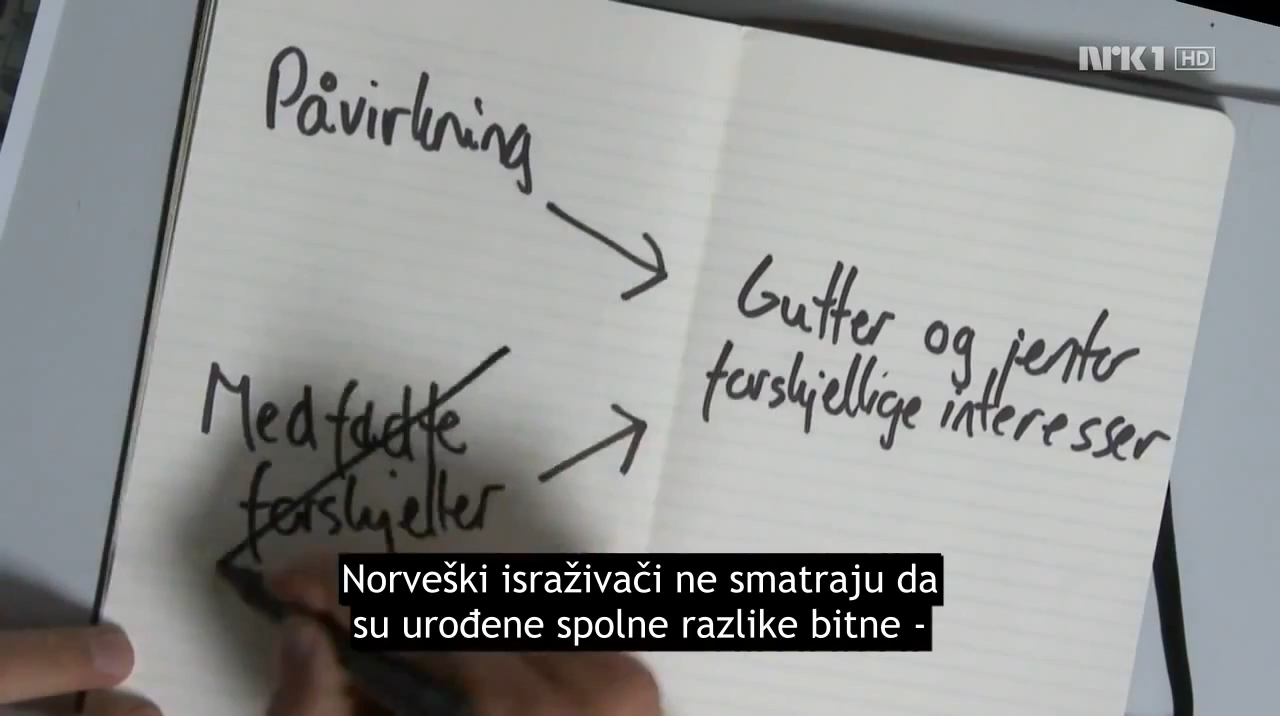 NRK1 HD
Påvirkning
Gutter og jenter
forskjellige interesser
Medfødte
forskjeller
Norveški israživači ne smatraju da
su urođene spolne razlike bitne -